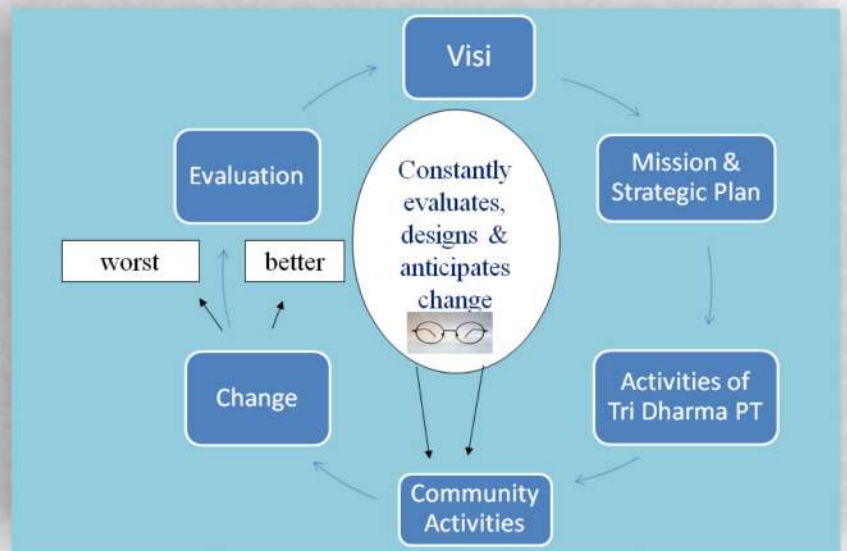 Visi
Mission &
Strategic Plan
Activities of
Tri Dharma PT
Community
Activities
Change
worst
better
Evaluation
Constantly
evaluates,
designs &
anticipates
change